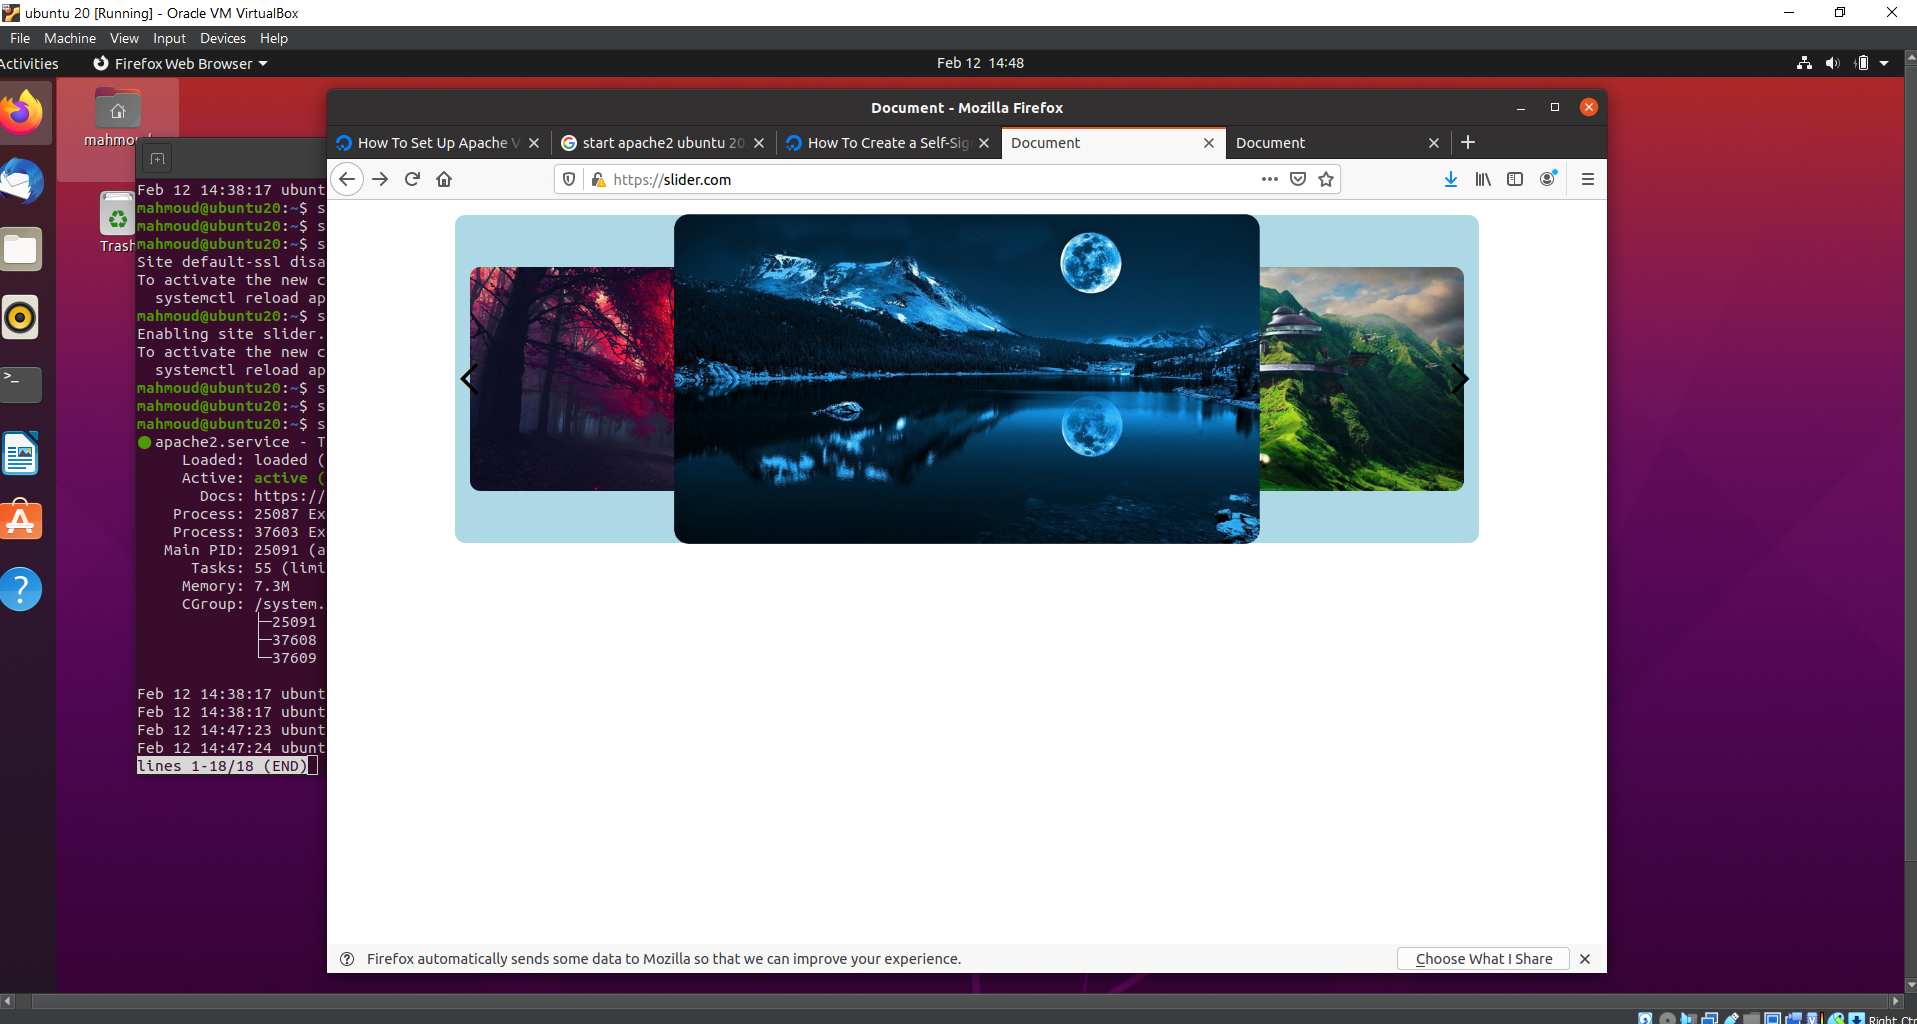 ubuntu 20 [Running] - Oracle VM VirtualBox
File Machine View Input Devices Help
Activities Firefox Web Browser Feb 12 14:48
mahmoud
Trash
Document - Mozilla Firefox
How To Set Up Apache V
start apache2 ubuntu 20.
How To Create a Self-Sig
Document
Document
https://slider.com
Feb 12 14:38:17 ubunt
mahmoud@ubuntu20:~$ s
mahmoud@ubuntu20:~$ s
mahmoud@ubuntu20:~$ s
Site default-ssl disa
To activate the new c
systemctl reload ap
mahmoud@ubuntu20:~$ s
Enabling site slider.
To activate the new c
systemctl reload ap
mahmoud@ubuntu20:~$ s
mahmoud@ubuntu20:~$ s
mahmoud@ubuntu20:~$ s
apache2.service - T
Loaded: loaded (
Active: active (
Docs: https://
Process: 25087 Ex
Process: 37603 Ex
Main PID: 25091 (a
Tasks: 55 (limi
Memory: 7.3M
CGroup: /system.
├─25091
├─37608
└─37609
Feb 12 14:38:17 ubunt
Feb 12 14:38:17 ubunt
Feb 12 14:47:23 ubunt
Feb 12 14:47:24 ubunt
lines 1-18/18 (END)
Firefox automatically sends some data to Mozilla so that we can improve your experience.
Choose What I Share
Right Ctr